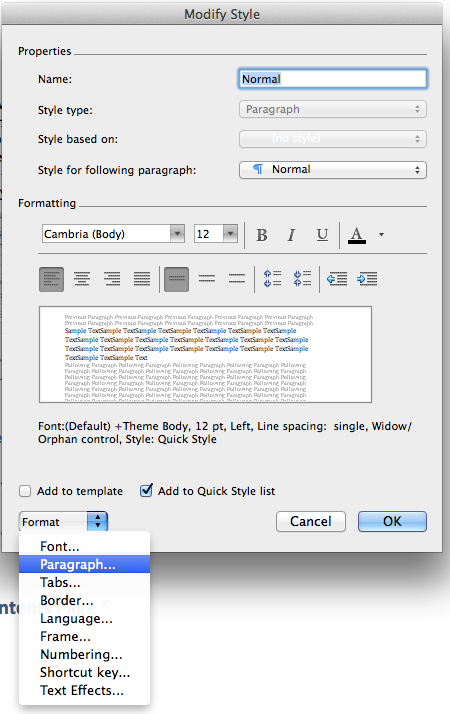 Modify Style
Properties
Name: Normal
Style type: Paragraph
Style based on: (no style)
Style for following paragraph: ¶ Normal
Formatting
Cambria (Body) 12 B I U A
Previous Paragraph Previous Paragraph Previous Paragraph Previous Paragraph Previous Paragraph
Previous Paragraph Previous Paragraph Previous Paragraph Previous Paragraph Previous Paragraph
Sample TextSample TextSample TextSample TextSample TextSample TextSample
TextSample TextSample TextSample TextSample TextSample TextSample TextSample
TextSample TextSample TextSample TextSample TextSample TextSample TextSample
TextSample TextSample Text
Following Paragraph Following Paragraph Following Paragraph Following Paragraph Following
Paragraph Following Paragraph Following Paragraph Following Paragraph Following
Paragraph Following Paragraph Following Paragraph Following Paragraph Following
Paragraph Following Paragraph Following Paragraph Following Paragraph Following
Paragraph Following Paragraph Following Paragraph Following Paragraph Following
Font:(Default) +Theme Body, 12 pt, Left, Line spacing: single, Widow/
Orphan control, Style: Quick Style
Add to template Add to Quick Style list
Format Cancel OK
Font...
Paragraph...
Tabs...
Border...
Language...
Frame...
Numbering...
Shortcut key...
Text Effects...